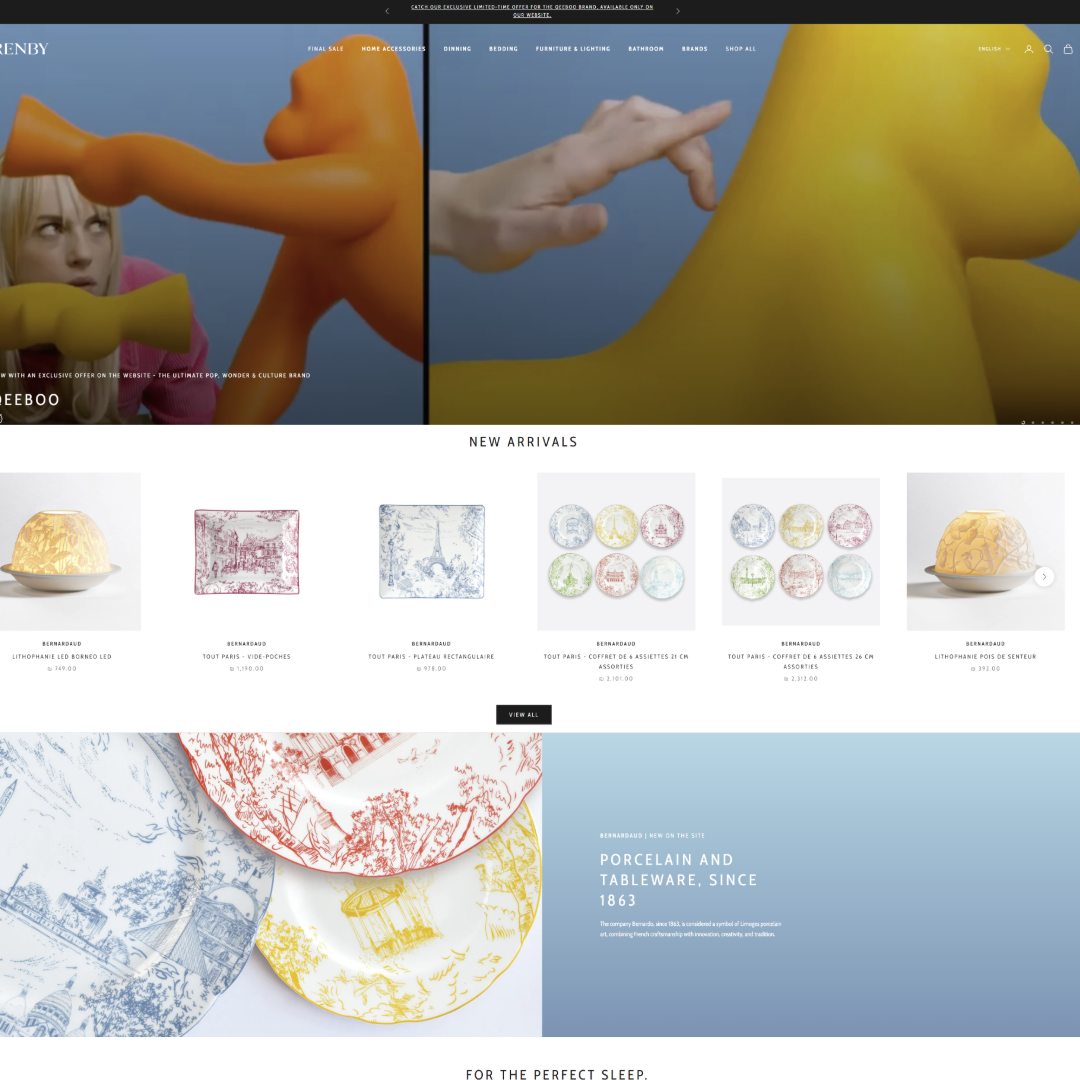 CATCH OUR EXCLUSIVE LIMITED-TIME OFFER FOR THE QEEBOO BRAND, AVAILABLE ONLY ON
OUR WEBSITE.
RENBY
FINAL SALE HOME ACCESSORIES DINNING BEDDING FURNITURE & LIGHTING BATHROOM BRANDS SHOP ALL
ENGLISH
W WITH AN EXCLUSIVE OFFER ON THE WEBSITE - THE ULTIMATE POP, WONDER & CULTURE BRAND
QEEBOO
NEW ARRIVALS
BERNARDAUD
LITHOPHANIE LED BORNEO LED
₪ 749.00
BERNARDAUD
TOUT PARIS - VIDE-POCHES
₪ 1,190.00
BERNARDAUD
TOUT PARIS - PLATEAU RECTANGULAIRE
₪ 978.00
BERNARDAUD
TOUT PARIS - COFFRET DE 6 ASSIETTES 21 CM
ASSORTIES
₪ 2,101.00
BERNARDAUD
TOUT PARIS - COFFRET DE 6 ASSIETTES 26 CM
ASSORTIES
₪ 2,312.00
BERNARDAUD
LITHOPHANIE POIS DE SENTEUR
₪ 392.00
VIEW ALL
BERNARDAUD | NEW ON THE SITE
PORCELAIN AND
TABLEWARE, SINCE
1863
The company Bernardo, since 1863, is considered a symbol of Limoges porcelain
art, combining French craftsmanship with innovation, creativity, and tradition.
FOR THE PERFECT SLEEP.